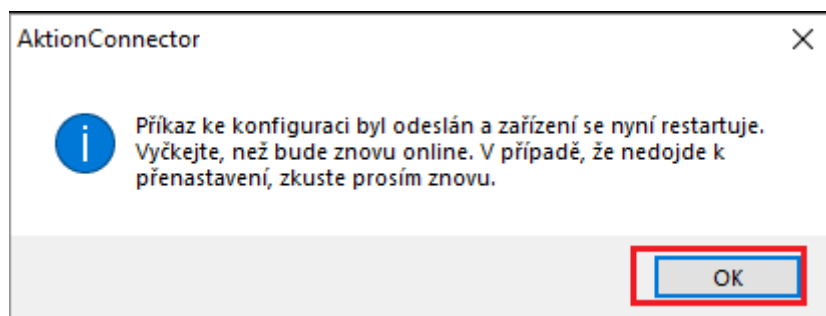 AktionConnector
Příkaz ke konfiguraci byl odeslán a zařízení se nyní restartuje.
Vyčkejte, než bude znovu online. V případě, že nedojde k
přenastavení, zkuste prosím znovu.
OK